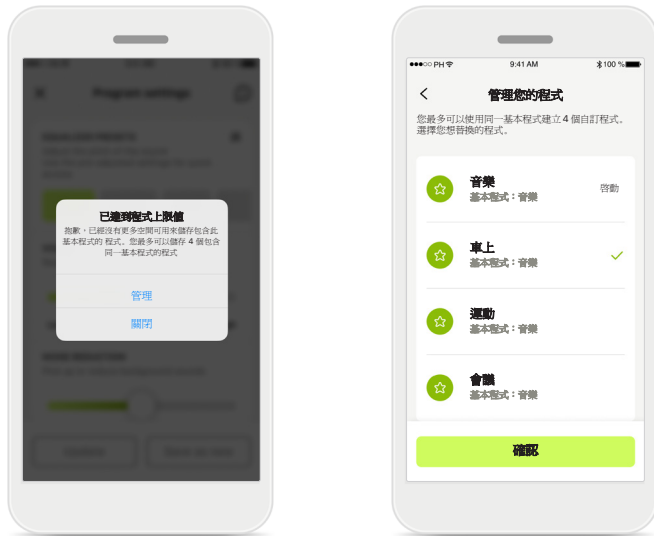 Program settings
已達到程式上限值
抱歉，已經沒有更多空間可用來儲存包含此
基本程式的 程式。您最多可以儲存 4 個包含
同一基本程式的程式
管理
關閉
●●●○○ PH 9:41 AM 100 %
管理您的程式
您最多可以使用同一基本程式建立 4 個自訂程式。
選擇您想替換的程式。
音樂
基本程式：音樂
啓動
車上
基本程式：音樂
運動
基本程式：音樂
會議
基本程式：音樂
確認